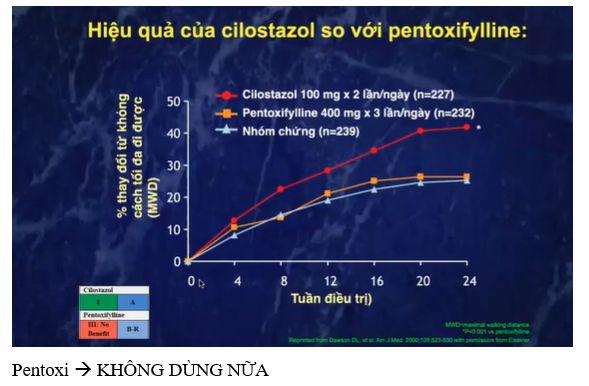 Hiệu quả của cilostazol so với pentoxifylline:
Cilostazol 100 mg x 2 lần/ngày (n=227)
Pentoxifylline 400 mg x 3 lần/ngày (n=232)
Nhóm chứng (n=239)
% thay đổi từ khỏng
cách tối đa đi được
(MWD)
50
40
30
20
10
0
*
0 4 8 12 16 20 24
Tuần điều trị)
Cilostazol
I A
Pentoxifylline
III: No
Benefit
B-R
MWD=maximal walking distance
*P<0.001 vs pentoxifylline
Reprinted from Dawson DL, et al. Am J Med. 2000;109:523-530 with permission from Elsevier.
Pentoxi → KHÔNG DÙNG NỮA